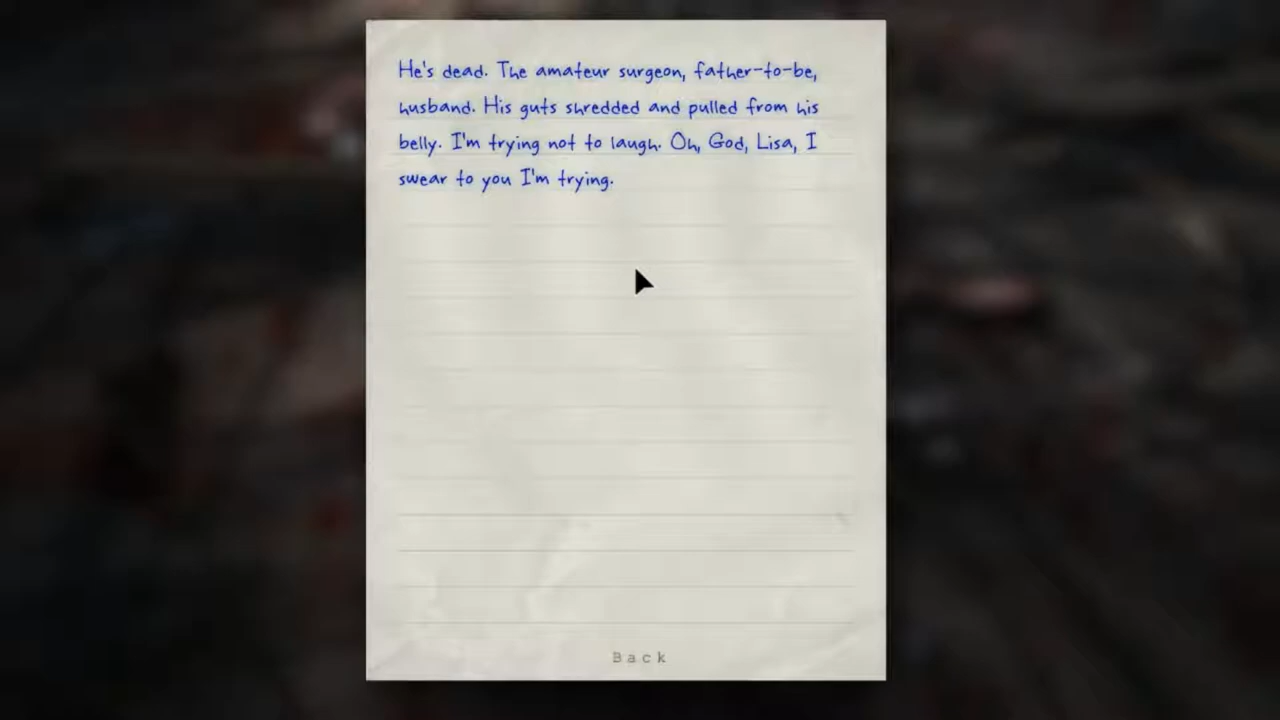 He's dead. The amateur surgeon, father-to-be,
husband. His guts shredded and pulled from his
belly. I'm trying not to laugh. Oh, God, Lisa, I
swear to you I'm trying.
Back